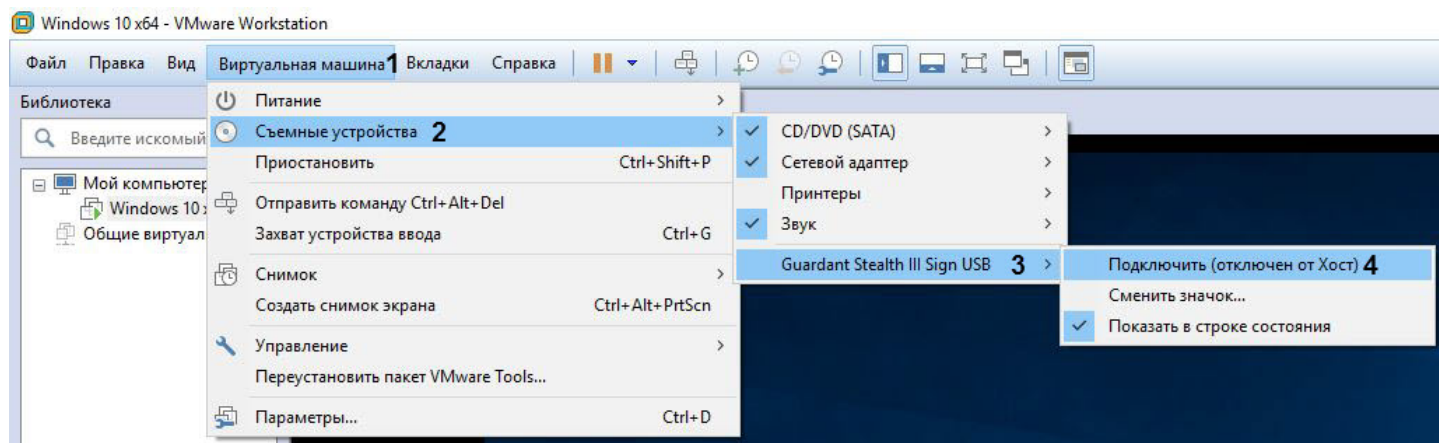 Windows 10 x64 - VMware Workstation
Файл Правка Вид Виртуальная машина 1 Вкладки Справка
Библиотека
Введите искомый
Мой компьютер
Windows 10
Общие виртуал
Питание
Съемные устройства 2
Приостановить Ctrl+Shift+P
Отправить команду Ctrl+Alt+Del
Захват устройства ввода Ctrl+G
Снимок
Создать снимок экрана Ctrl+Alt+PrtScn
Управление
Переустановить пакет VMware Tools...
Параметры... Ctrl+D
CD/DVD (SATA)
Сетевой адаптер
Принтеры
Звук
Guardant Stealth III Sign USB 3
Подключить (отключен от Хост) 4
Сменить значок...
Показать в строке состояния